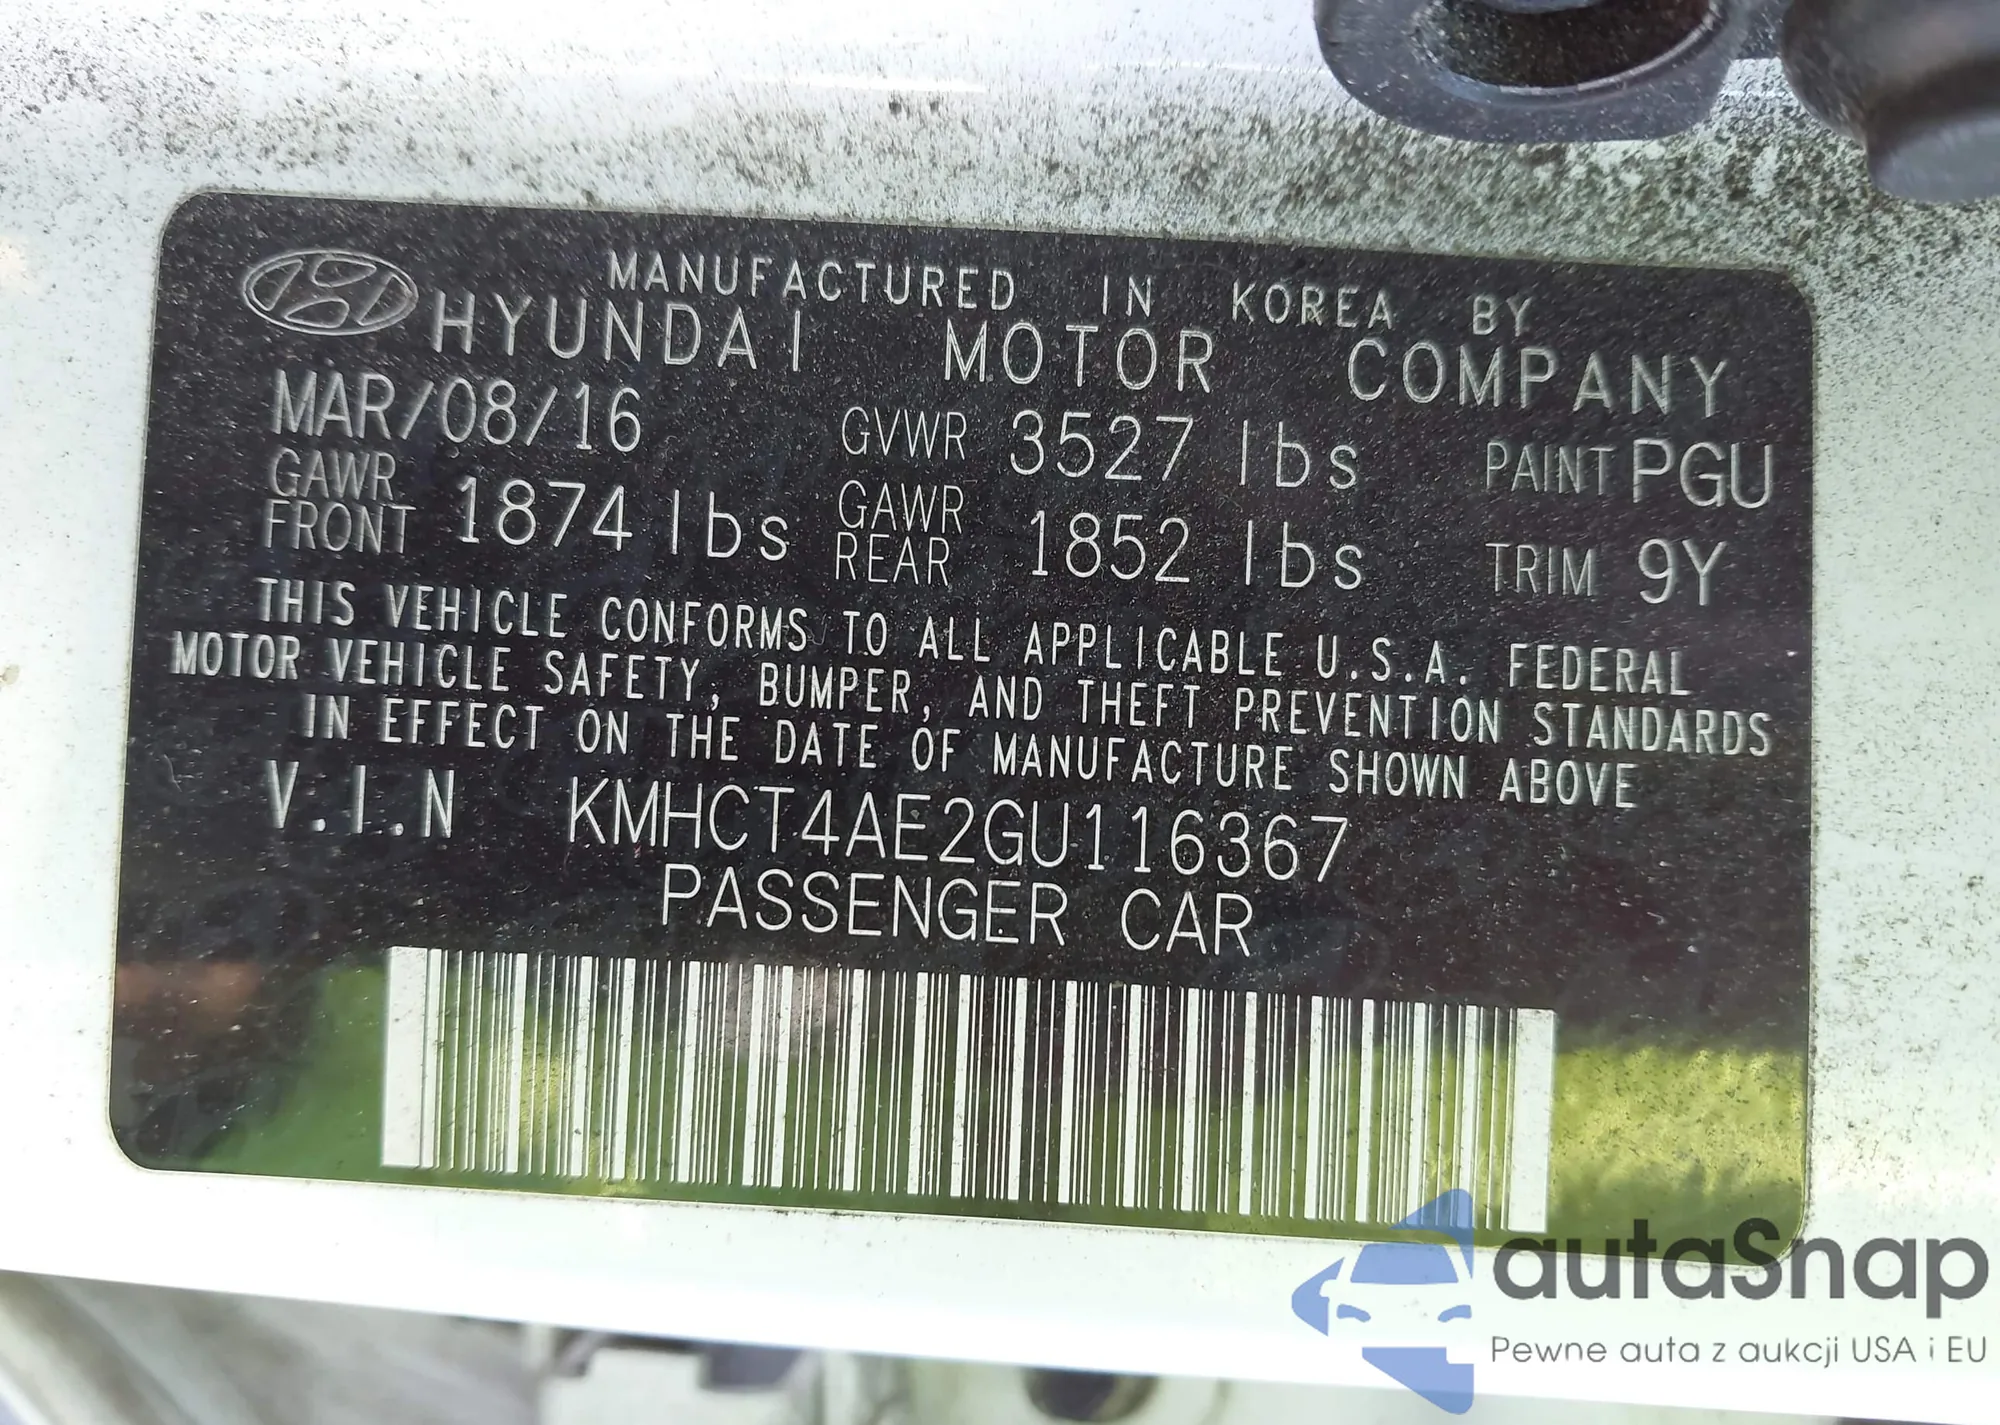 MANUFACTURED IN KOREA BY
HYUNDAI MOTOR COMPANY
MAR/08/16 GVWR 3527 lbs PAINT PGU
GAWR FRONT 1874 lbs GAWR REAR 1852 lbs TRIM 9Y
THIS VEHICLE CONFORMS TO ALL APPLICABLE U.S.A. FEDERAL
MOTOR VEHICLE SAFETY, BUMPER, AND THEFT PREVENTION STANDARDS
IN EFFECT ON THE DATE OF MANUFACTURE SHOWN ABOVE
V.I.N KMHCT4AE2GU116367
PASSENGER CAR
autaSnap
Pewne auta z aukcji USA i EU